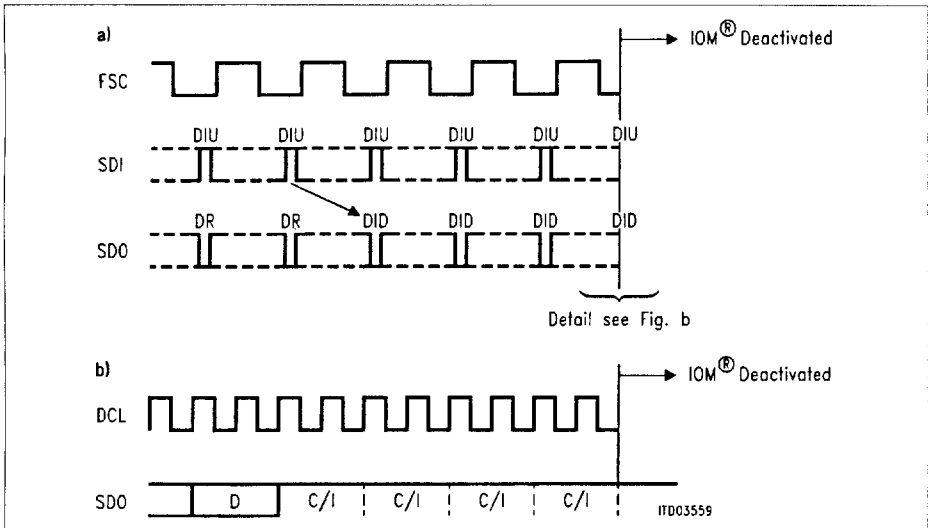 a)
IOM® Deactivated
FSC
DIU DIU DIU DIU DIU DIU
SDI
DR DR DID DID DID DID
SDO
Detail see Fig. b
b)
IOM® Deactivated
DCL
SDO D C/I C/I C/I C/I
ITD03559